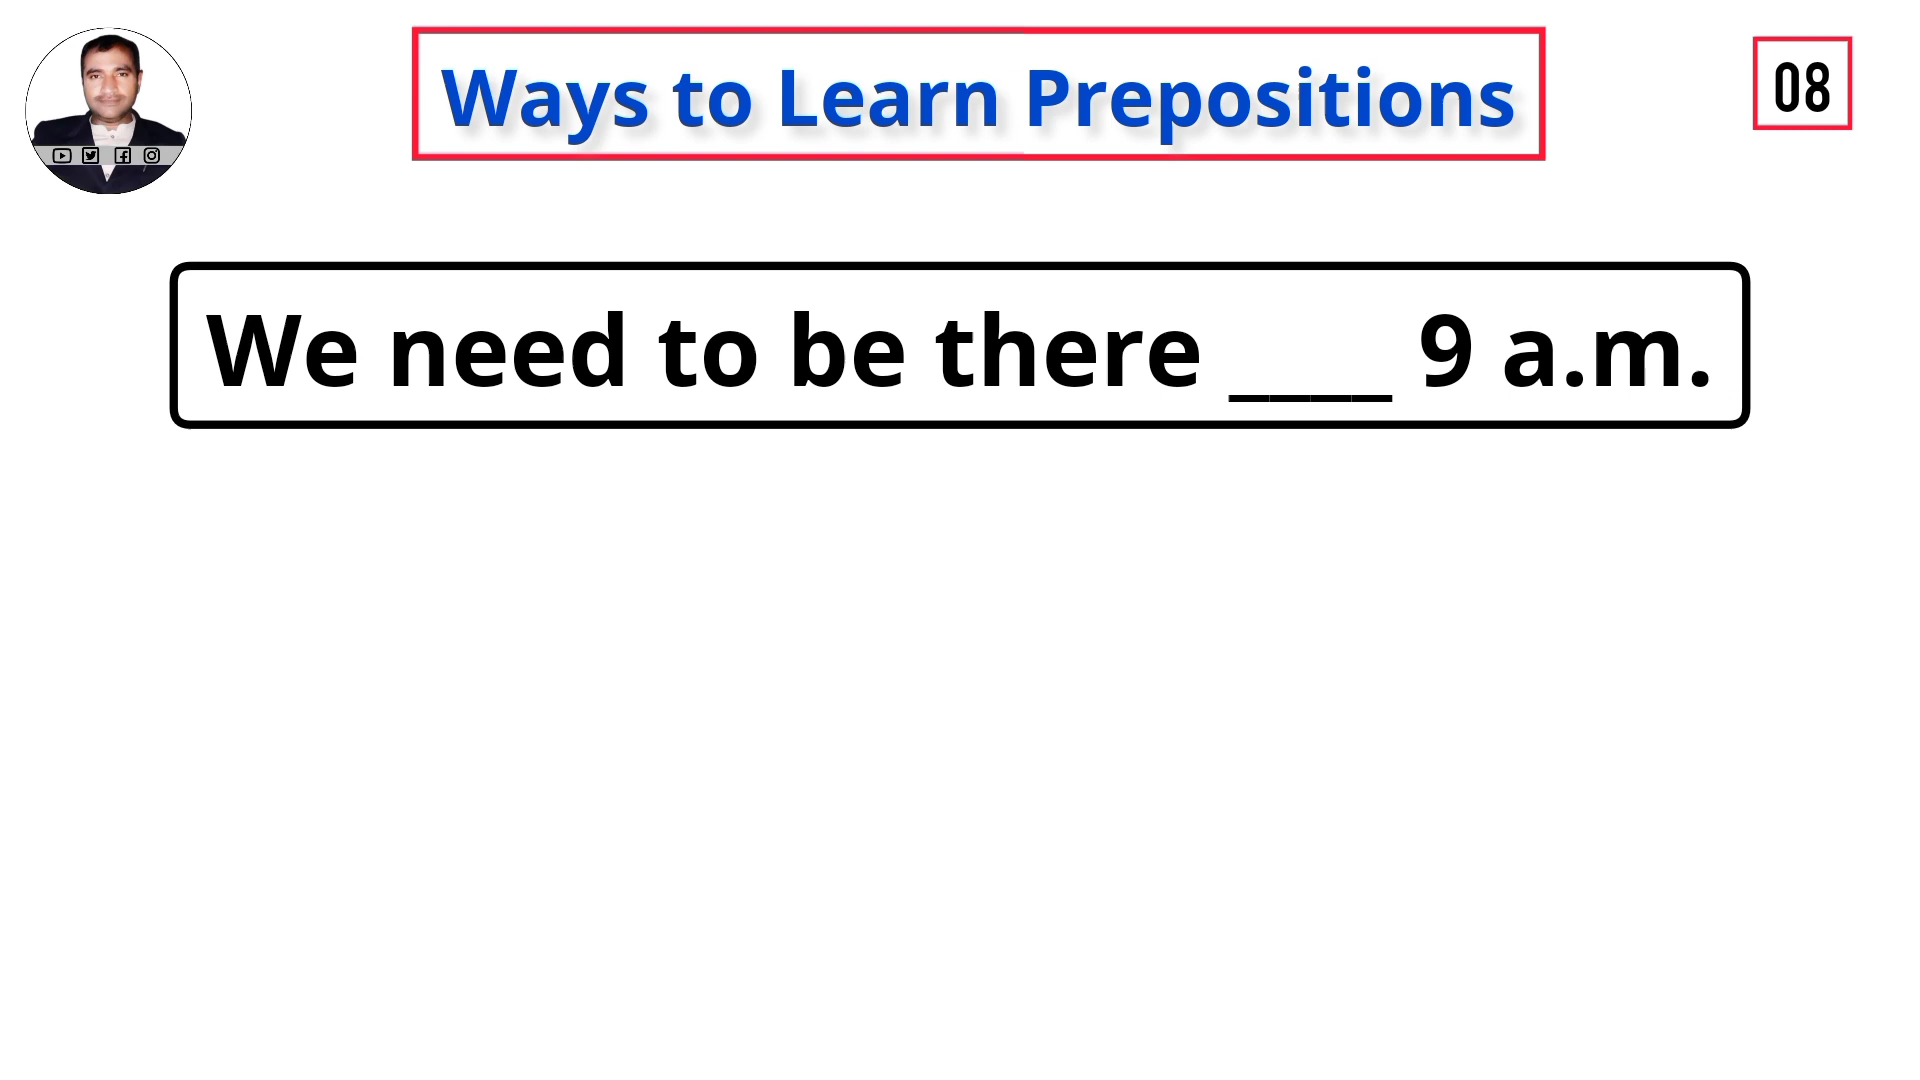 Ways to Learn Prepositions
08
We need to be there ____ 9 a.m.